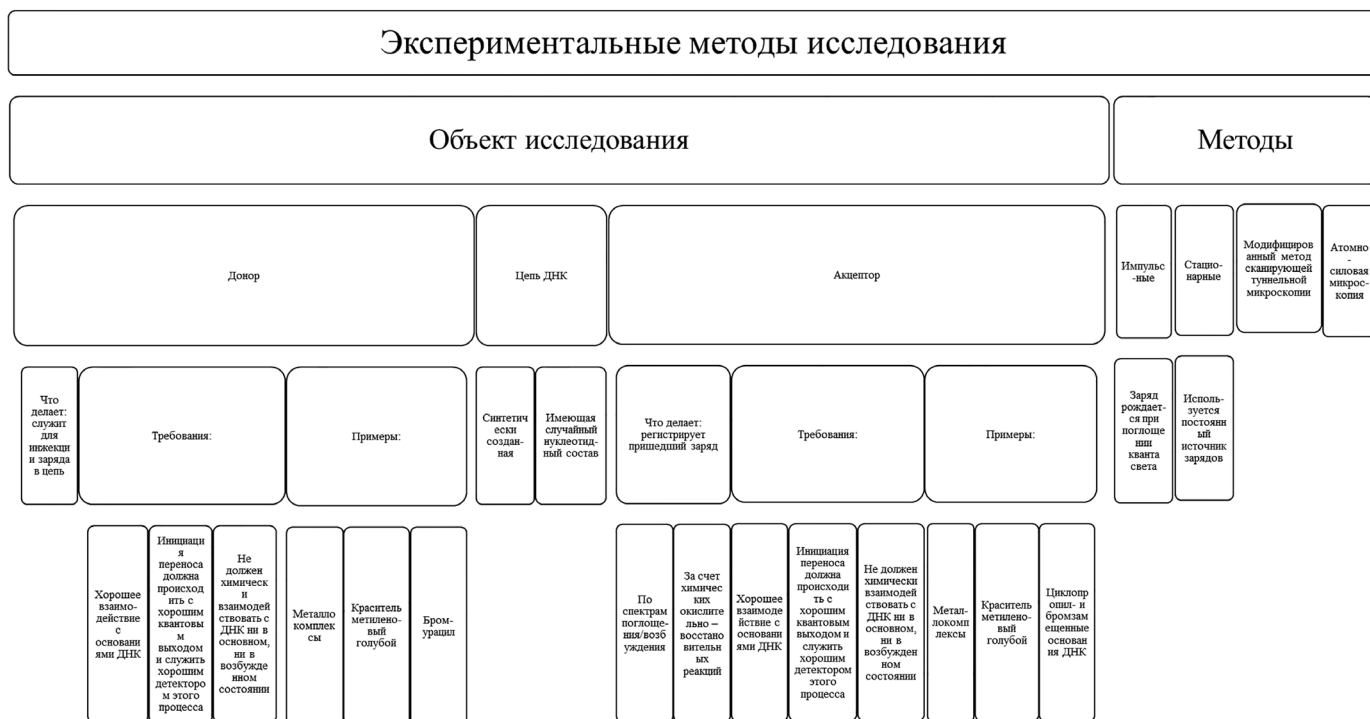 Экспериментальные методы исследования
Объект исследования
Методы
Донор
Цепь ДНК
Акцептор
Импульс
-ные
Стацио-
нарные
Модифициров
анный метод
сканирующей
туннельной
микроскопии
Атомно
-
силовая
микрос-
копия
Что
делает:
служит
для
инжекци
и заряда
в цепь
Требования:
Примеры:
Синтетич
ески
создан-
ная
Имеющая
случайный
нуклеотид-
ный состав
Что делает:
регистрирует
пришедший заряд
Требования:
Примеры:
Заряд
рождает-
ся при
поглоще
нии
кванта
света
Исполь-
зуется
постоян
ный
источник
зарядов
Хорошее
взаимо-
действие
с
основани
ями ДНК
Инициаци
я
переноса
должна
происход
ить с
хорошим
квантовы
м
выходом
и служить
хорошим
детекторо
м этого
процесса
Не
должен
химическ
и
взаимодей
ствовать с
ДНК ни в
основном,
ни в
возбужде
нном
состоянии
Металло
комплек
сы
Краситель
метилено-
вый
голубой
Бром-
урацил
По
спектрам
поглоще-
ния/возб
уждения
За счет
химичес
ких
окислите
льно –
восстано
вительн
ых
реакций
Хорошее
взаимоде
йствие с
основани
ями ДНК
Инициация
переноса
должна
происходи
ть с
хорошим
квантовым
выходом и
служить
хорошим
детектором
этого
процесса
Не должен
химически
взаимодей
ствовать с
ДНК ни в
основном,
ни в
возбужден
ном
состоянии
Метал-
локомп
лексы
Краситель
метилено-
вый
голубой
Циклопр
опил- и
бромзам
ещенные
основан
ия ДНК